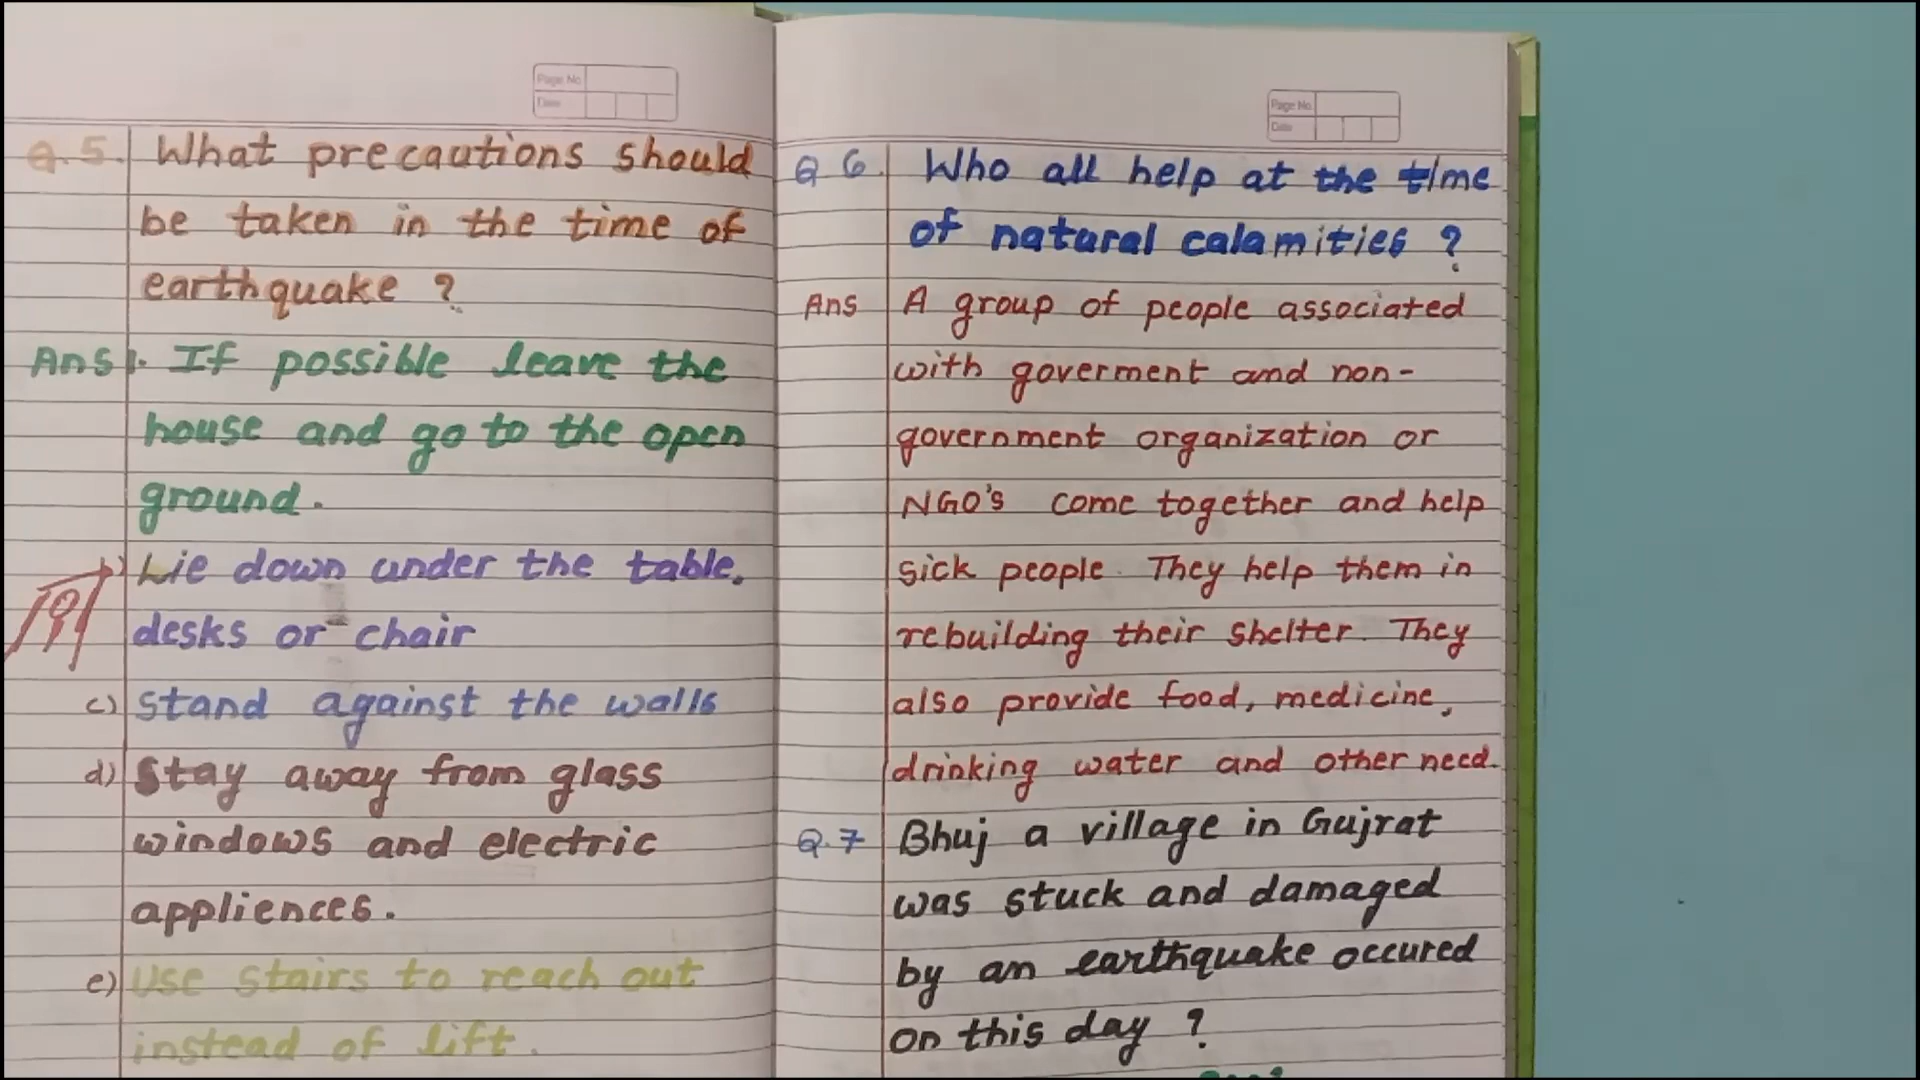 Page No
Date
Q.5. What precautions should
be taken in the time of
earthquake ?
Ans 1. If possible leave the
house and go to the open
ground.
b) Lie down under the table.
desks or chair
c) Stand against the walls
d) Stay away from glass
windows and electric
appliences.
e) Use stairs to reach out
instead of lift.
Page No.
Date
Q 6. Who all help at the time
of natural calamities ?
Ans A group of people associated
with goverment and non-
government organization or
NGO's come together and help
sick people. They help them in
rebuilding their shelter. They
also provide food, medicine,
drinking water and other need.
Q.7 Bhuj a village in Gujrat
was stuck and damaged
by an earthquake occured
on this day ?